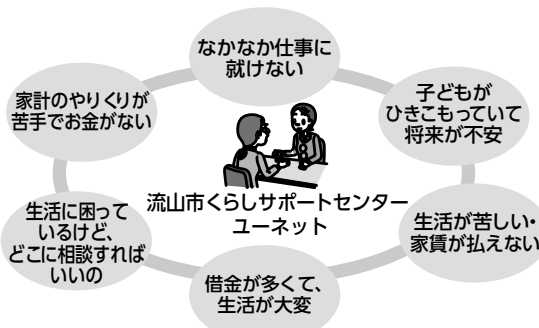 なかなか仕事に
就けない
子どもが
ひきこもっていて
将来が不安
生活が苦しい・
家賃が払えない
借金が多くて、
生活が大変
生活に困って
いるけど、
どこに相談すれば
いいの
家計のやりくりが
苦手でお金がない
流山市くらしサポートセンター
ユーネット